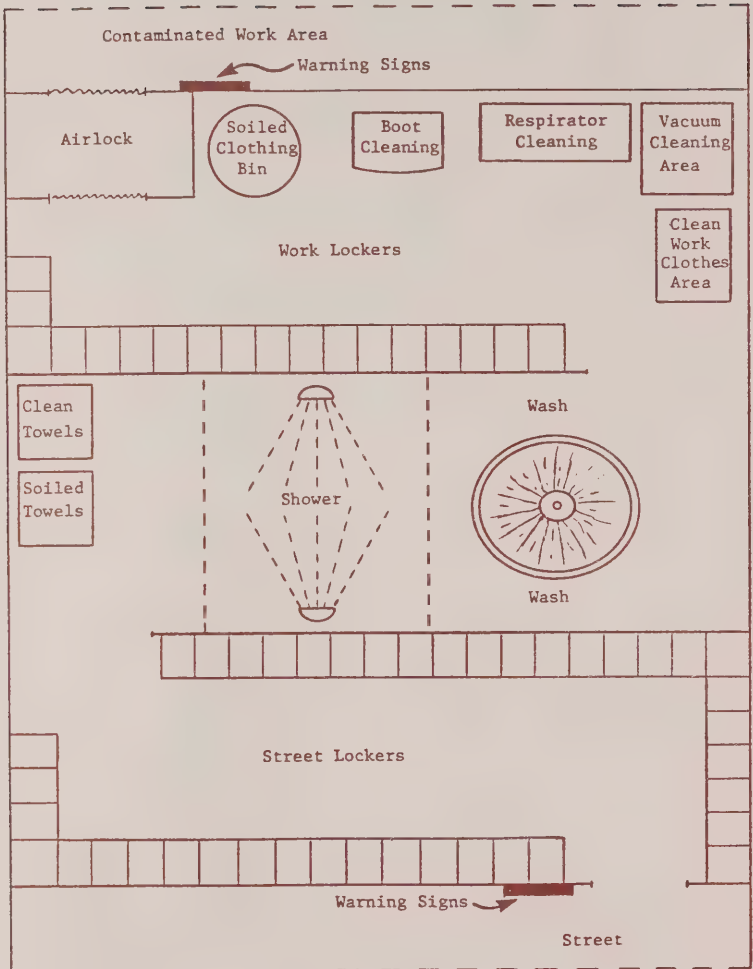 Contaminated Work Area
Warning Signs
Airlock
Soiled
Clothing
Bin
Boot
Cleaning
Respirator
Cleaning
Vacuum
Cleaning
Area
Clean
Work
Clothes
Area
Work Lockers
Clean
Towels
Soiled
Towels
Shower
Wash
Wash
Street Lockers
Warning Signs
Street